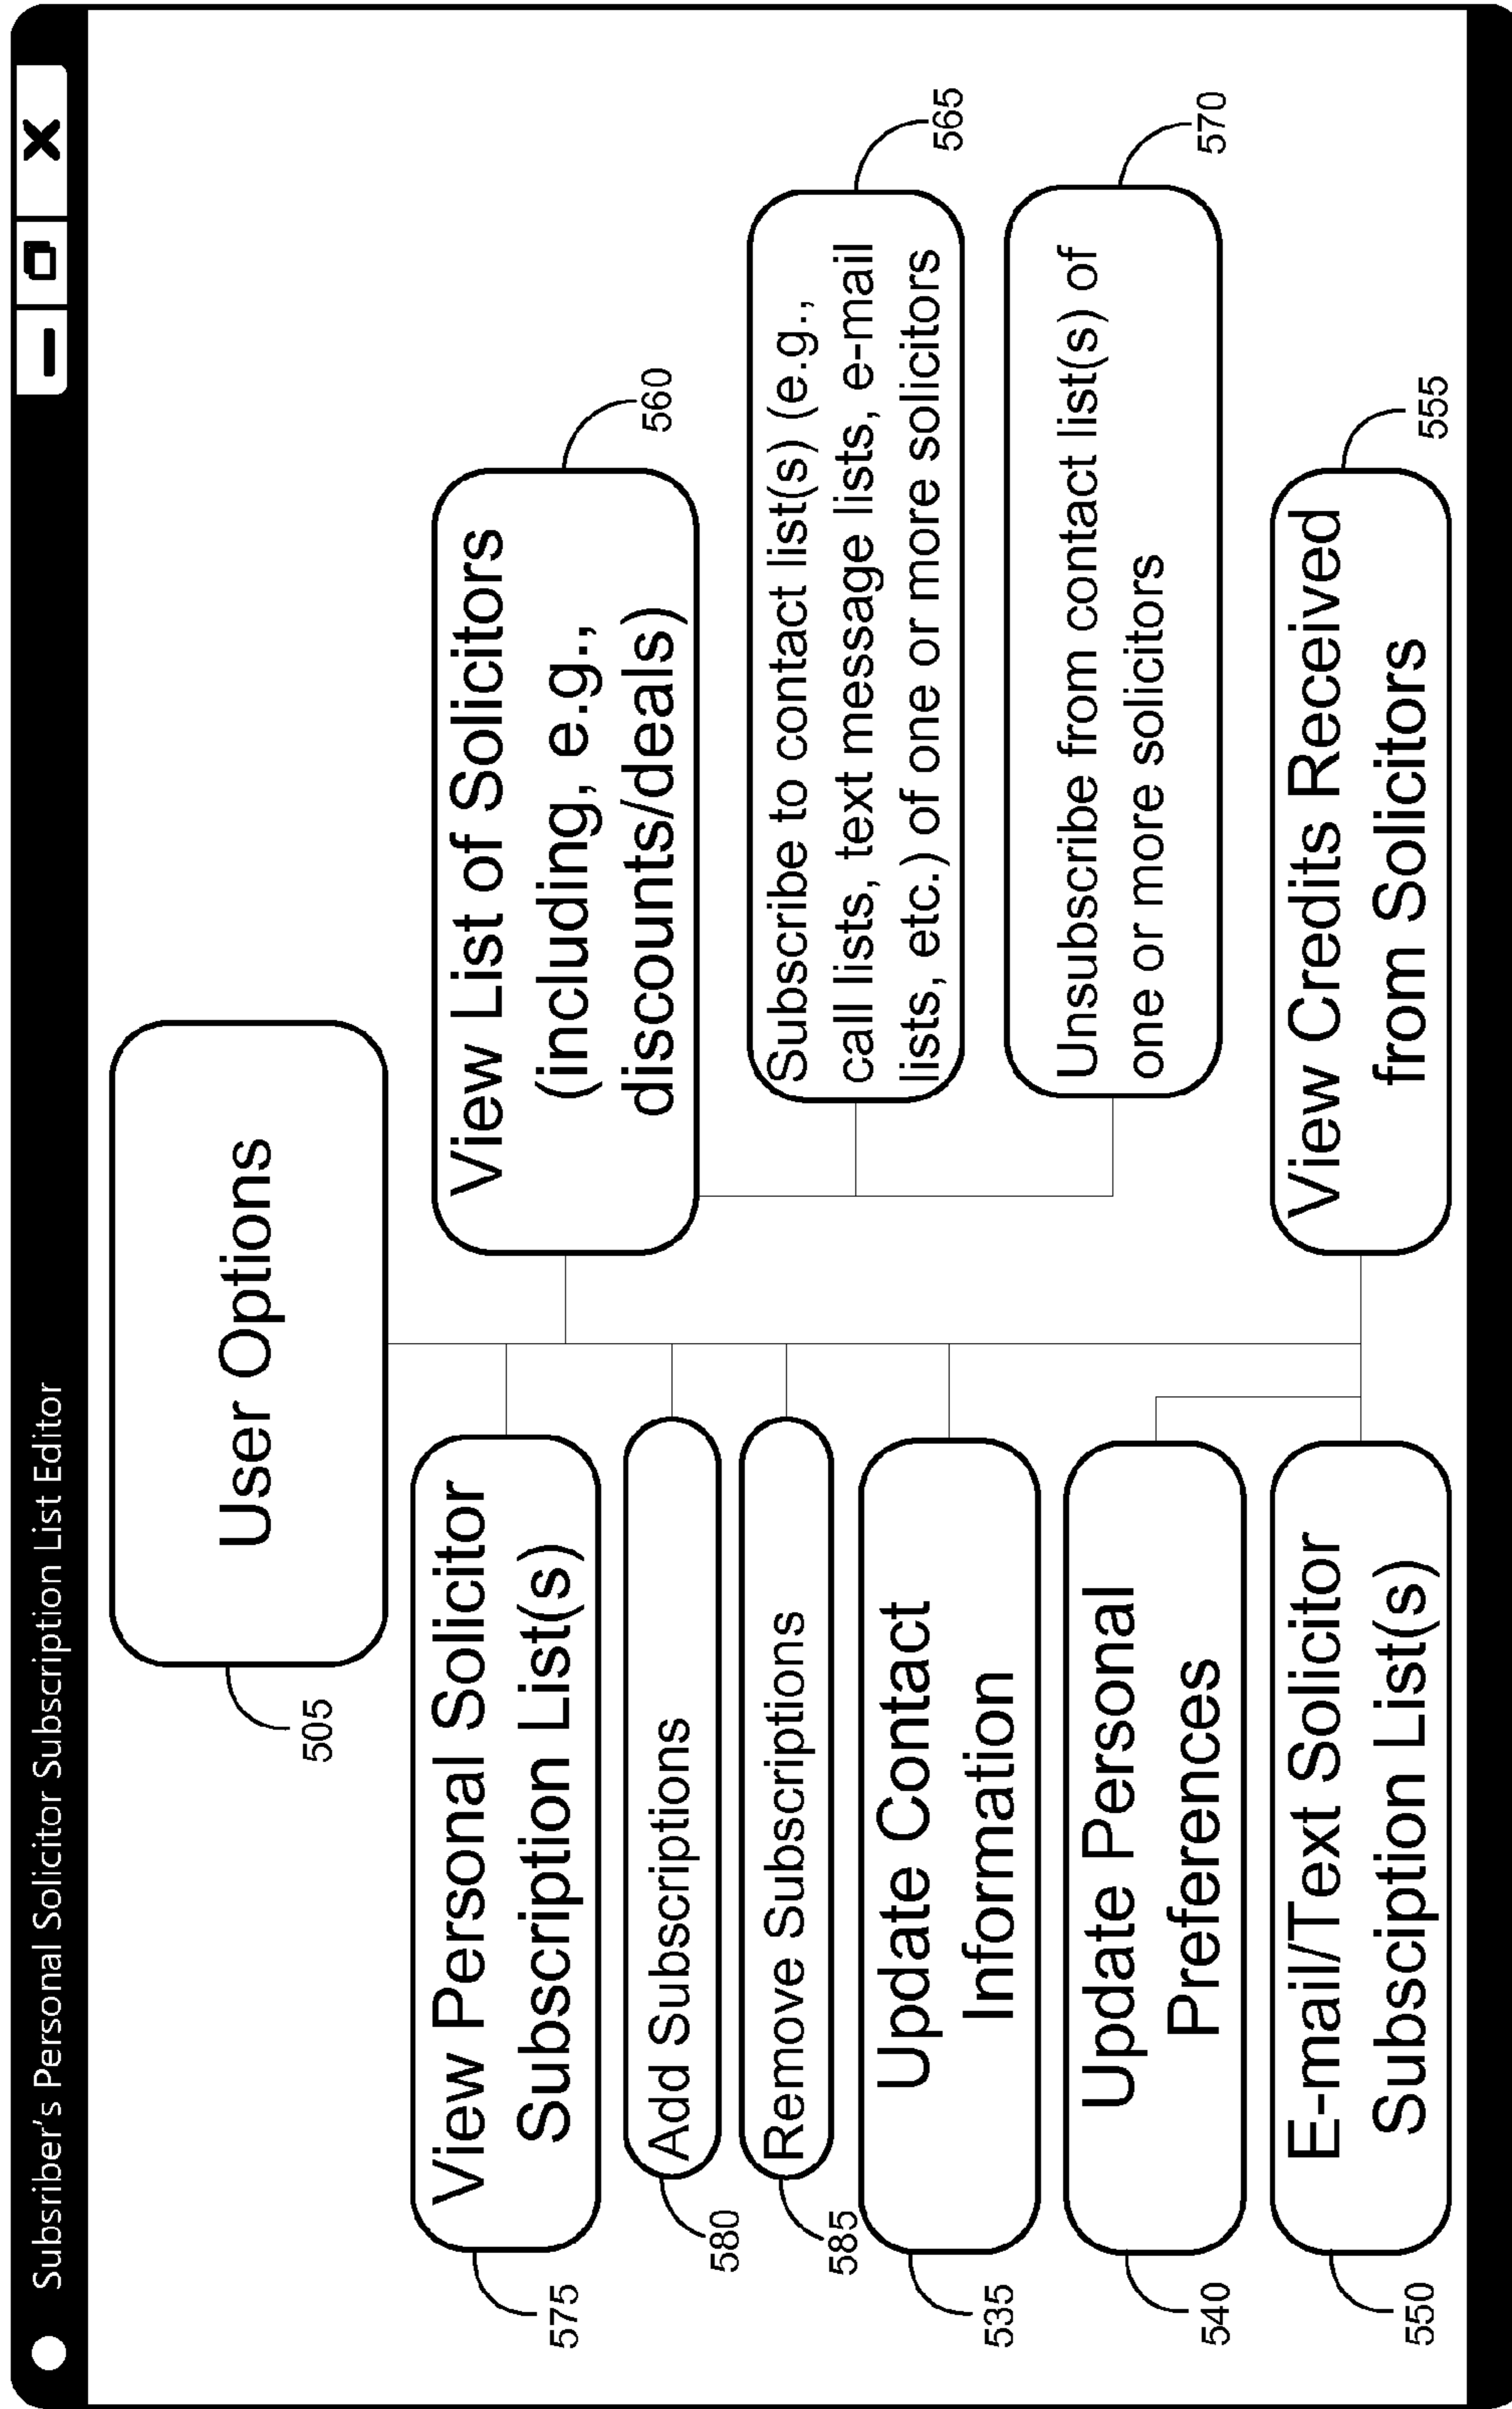 Subsriber's Personal Solicitor Subscription List Editor
User Options
505
View Personal Solicitor
Subscription List(s)
575
Add Subscriptions
580
Remove Subscriptions
585
Update Contact
Information
535
Update Personal
Preferences
540
E-mail/Text Solicitor
Subsciption List(s)
550
View List of Solicitors
(including, e.g.,
discounts/deals)
560
Subscribe to contact list(s) (e.g.,
call lists, text message lists, e-mail
lists, etc.) of one or more solicitors
565
Unsubscribe from contact list(s) of
one or more solicitors
570
View Credits Received
from Solicitors
555